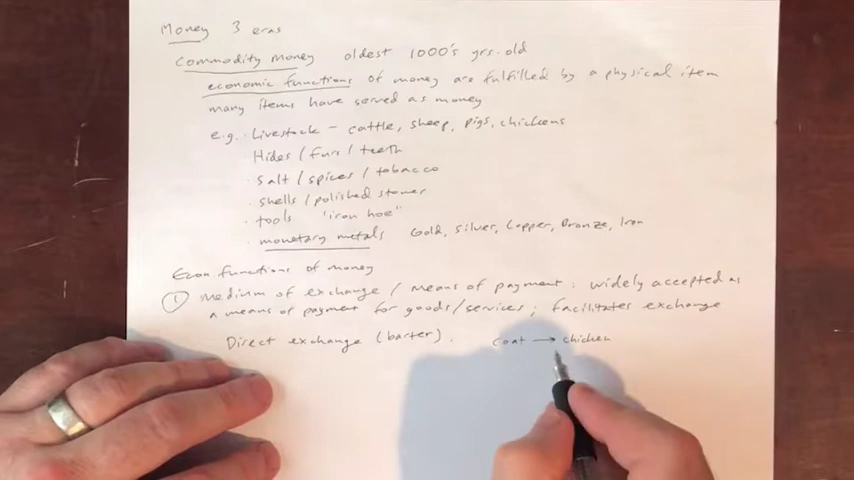 Money 3 eras
Commodity Money oldest 1000's yrs. old
economic functions of money are fulfilled by a physical item
many items have served as money
e.g. · Livestock - cattle, sheep, pigs, chickens
· Hides / furs / teeth
· salt / spices / tobacco
· shells / polished stones
· tools "iron hoe"
· monetary metals Gold, Silver, Copper, Bronze, Iron
Econ functions of money
① Medium of exchange / Means of payment : widely accepted as
a means of payment for goods/services ; facilitates exchange
Direct exchange (barter). coat → chicken